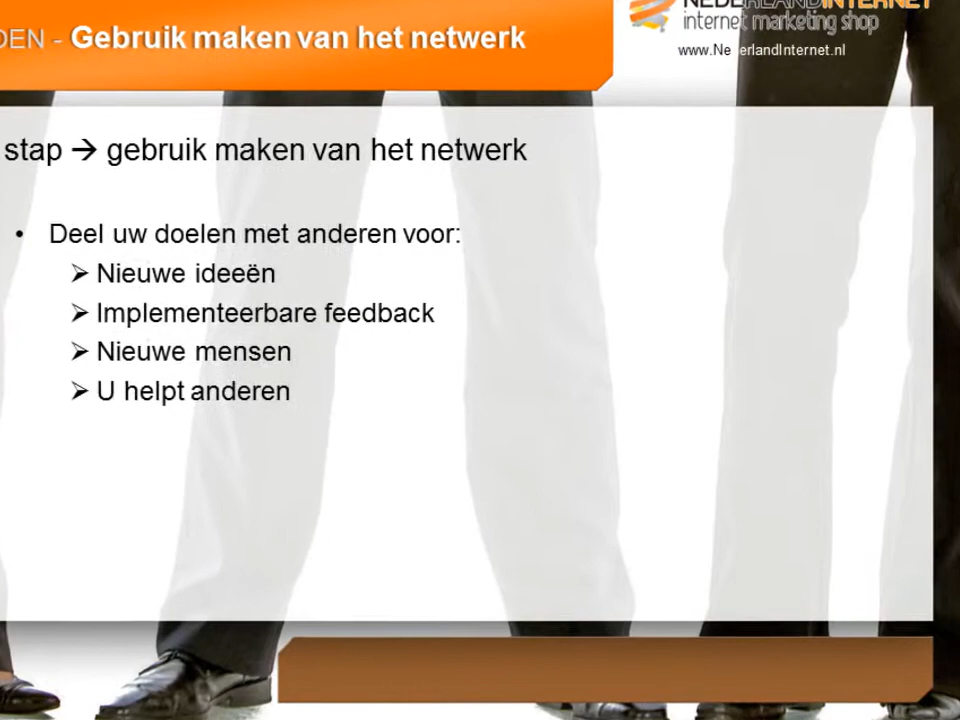 DEN - Gebruik maken van het netwerk
NEDERLANDINTERNET
internet marketing shop
www.NederlandInternet.nl
stap → gebruik maken van het netwerk
• Deel uw doelen met anderen voor:
➢ Nieuwe ideeën
➢ Implementeerbare feedback
➢ Nieuwe mensen
➢ U helpt anderen